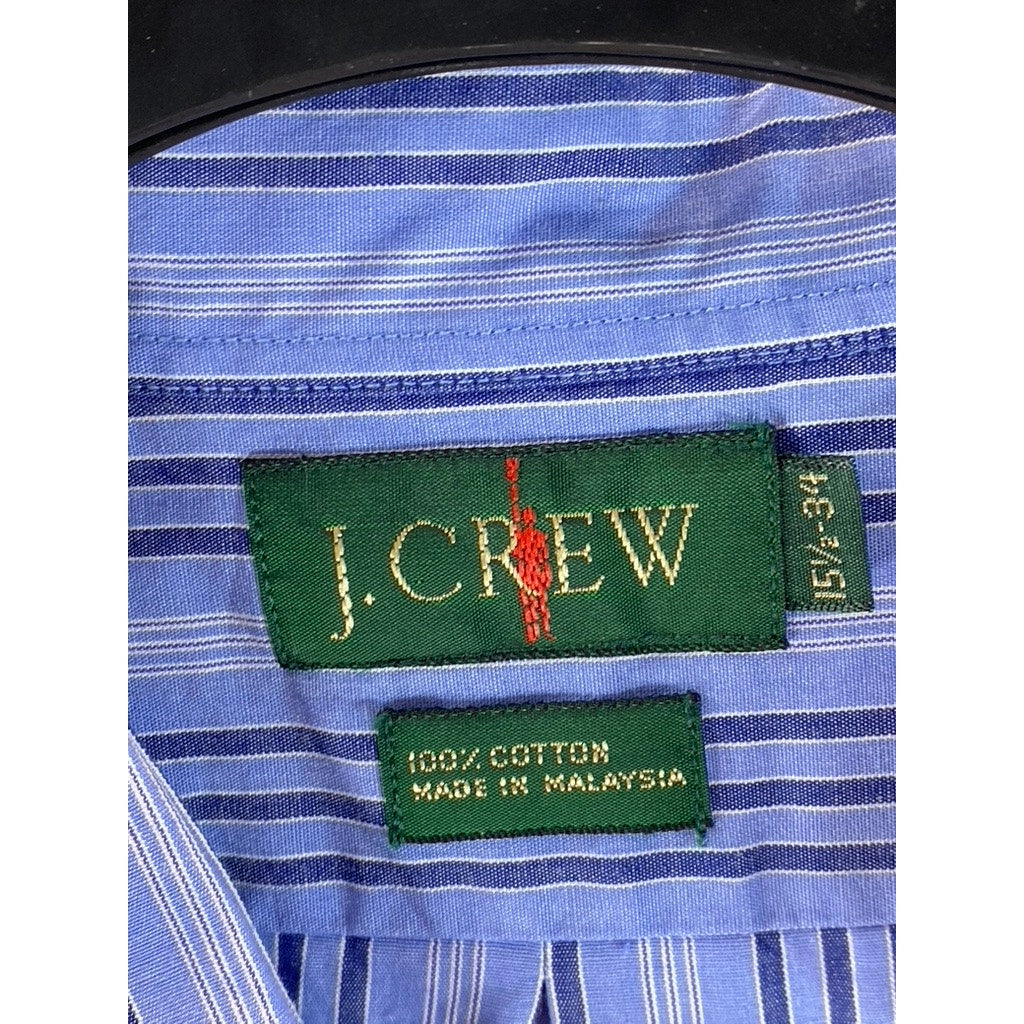 J.CREW
15½-34
100% COTTON
MADE IN MALAYSIA